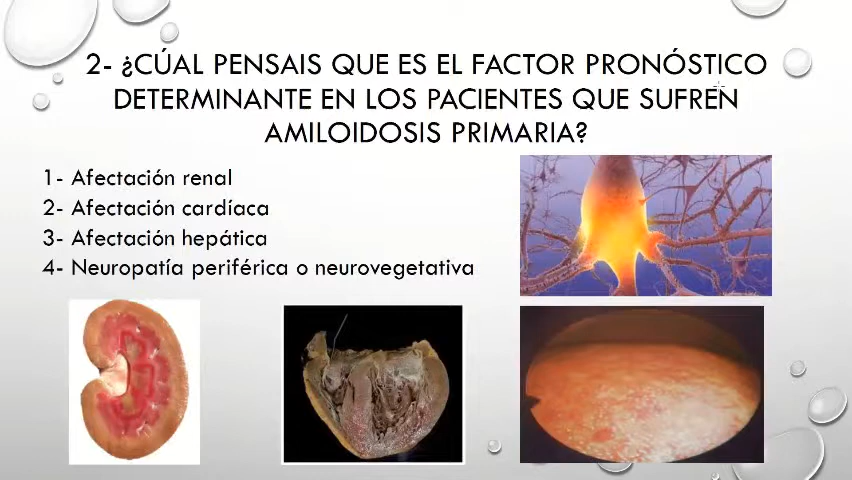 2- ¿CÚAL PENSAIS QUE ES EL FACTOR PRONÓSTICO
DETERMINANTE EN LOS PACIENTES QUE SUFREN
AMILOIDOSIS PRIMARIA?
1- Afectación renal
2- Afectación cardíaca
3- Afectación hepática
4- Neuropatía periférica o neurovegetativa